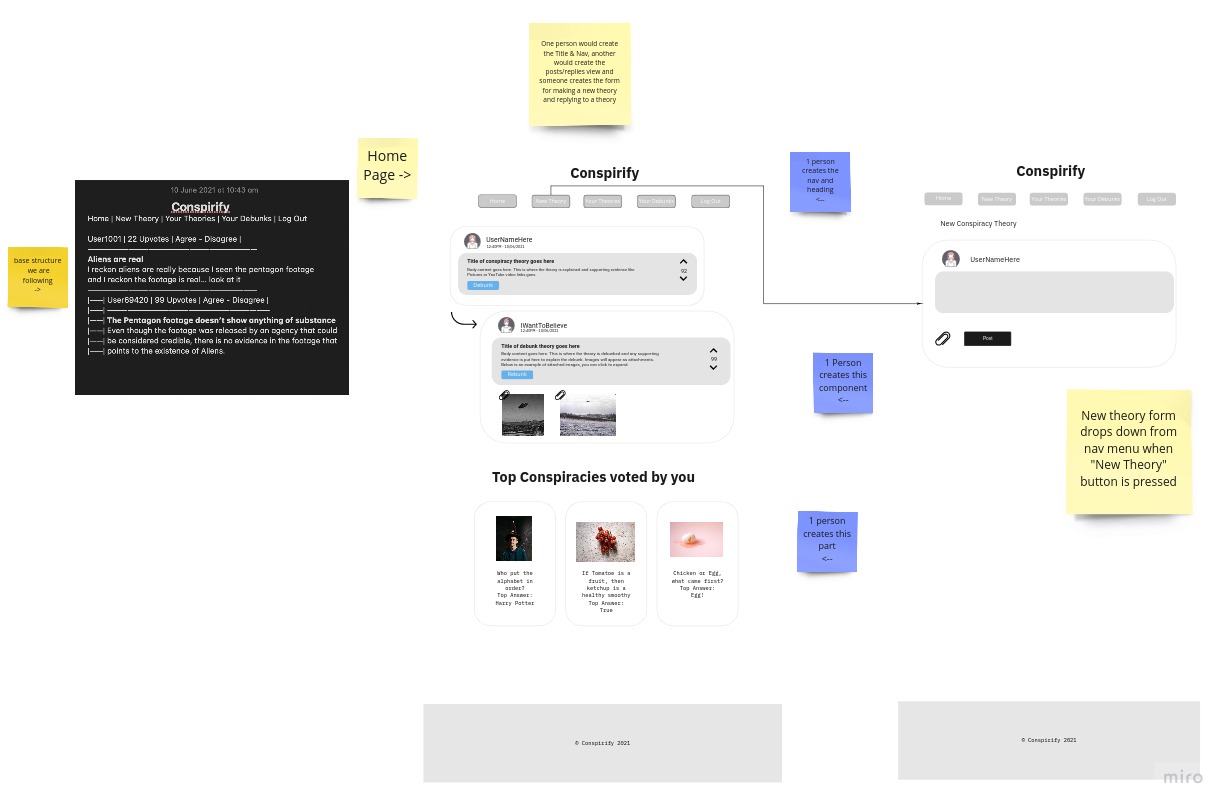 One person would create
the Title & Nav, another
would create the
posts/replies view and
someone creates the form
for making a new theory
and replying to a theory
Home
Page ->
base structure
we are
following
->
10 June 2021 at 10:43 am
Conspirify
Home | New Theory | Your Theories | Your Debunks | Log Out
User1001 | 22 Upvotes | Agree - Disagree |
Aliens are real
I reckon aliens are really because I seen the pentagon footage
and I reckon the footage is real... look at it
|-----| User69420 | 99 Upvotes | Agree - Disagree |
|-----|
|-----| The Pentagon footage doesn't show anything of substance
|-----| Even though the footage was released by an agency that could
|-----| be considered credible, there is no evidence in the footage that
|-----| points to the existence of Aliens.
Conspirify
Home
New Theory
Your Theories
Your Debunks
Log Out
UserNameHere
12:40PM · 10/06/2021
Title of conspiracy theory goes here
Body content goes here. This is where the theory is explained and supporting evidence like
Pictures or YouTube video links goes.
Debunk
92
IWantToBelieve
12:40PM · 10/06/2021
Title of debunk theory goes here
Body content goes here. This is where the theory is debunked and any supporting
evidence is put here to explain the debunk. Images will appear as attachments.
Below is an example of attached images, you can click to expand.
Rebunk
99
Top Conspiracies voted by you
Who put the
alphabet in
order?
Top Answer:
Harry Potter
If Tomatoe is a
fruit, then
ketchup is a
healthy smoothy
Top Answer:
True
Chicken or Egg,
what came first?
Top Answer:
Egg!
© Conspirify 2021
1 person
creates the
nav and
heading
<--
1 Person
creates this
component
<--
1 person
creates this
part
<--
Conspirify
Home
New Theory
Your Theories
Your Debunks
Log Out
New Conspiracy Theory
UserNameHere
Post
New theory form
drops down from
nav menu when
"New Theory"
button is pressed
© Conspirify 2021
miro